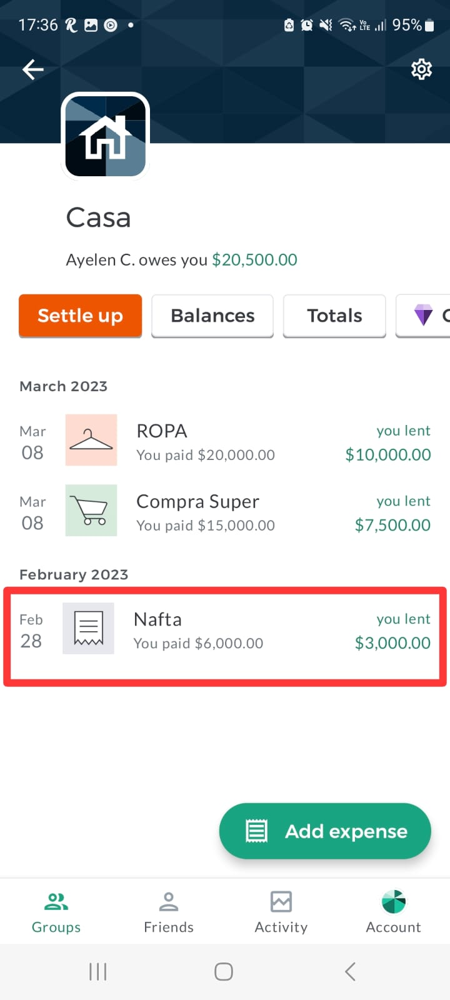 17:36
Vo LTE 95%
Casa
Ayelen C. owes you $20,500.00
Settle up Balances Totals
March 2023
Mar 08 ROPA you lent
You paid $20,000.00 $10,000.00
Mar 08 Compra Super you lent
You paid $15,000.00 $7,500.00
February 2023
Feb 28 Nafta you lent
You paid $6,000.00 $3,000.00
Add expense
Groups Friends Activity Account